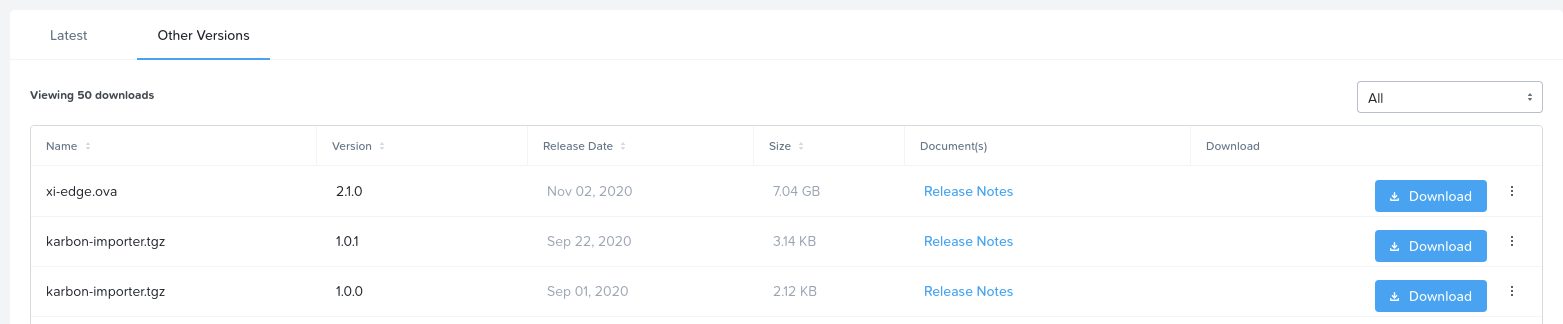 Latest Other Versions
Viewing 50 downloads
All
Name Version Release Date Size Document(s) Download
xi-edge.ova 2.1.0 Nov 02, 2020 7.04 GB Release Notes Download
karbon-importer.tgz 1.0.1 Sep 22, 2020 3.14 KB Release Notes Download
karbon-importer.tgz 1.0.0 Sep 01, 2020 2.12 KB Release Notes Download